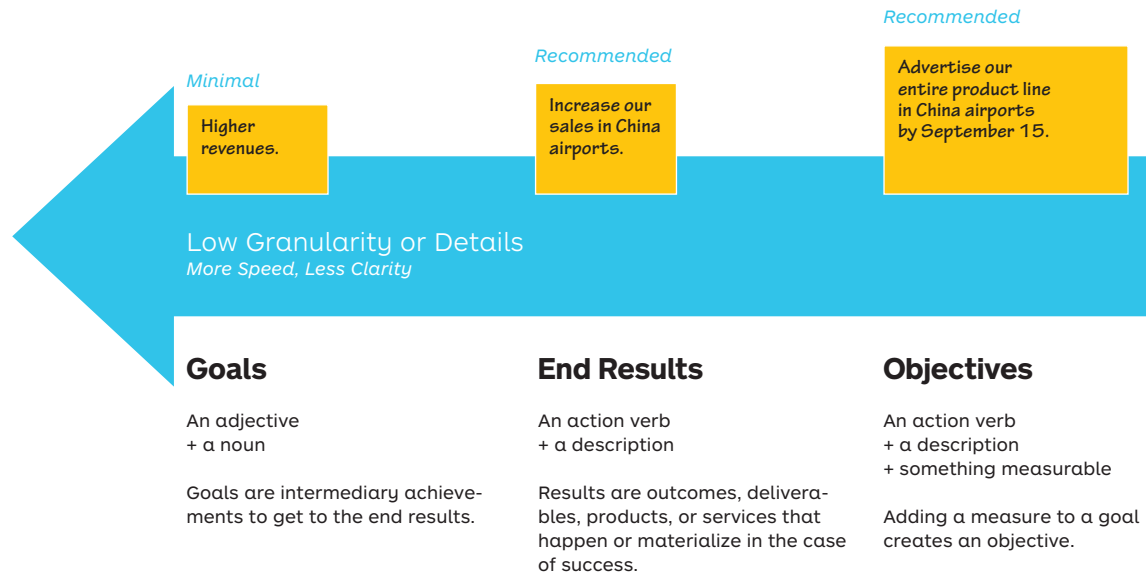 Minimal
Higher
revenues.
Recommended
Increase our
sales in China
airports.
Recommended
Advertise our
entire product line
in China airports
by September 15.
Low Granularity or Details
More Speed, Less Clarity
Goals
An adjective
+ a noun
Goals are intermediary achieve-
ments to get to the end results.
End Results
An action verb
+ a description
Results are outcomes, delivera-
bles, products, or services that
happen or materialize in the case
of success.
Objectives
An action verb
+ a description
+ something measurable
Adding a measure to a goal
creates an objective.